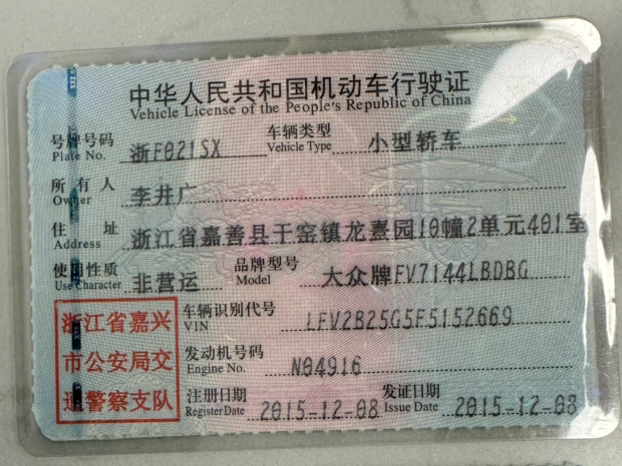 中华人民共和国机动车行驶证
Vehicle License of the People's Republic of China
号牌号码 浙F021SX 车辆类型 小型轿车
Plate No. Vehicle Type
所有人 李井广
Owner
住址 浙江省嘉善县干窑镇龙熹园10幢2单元401室
Address
使用性质 非营运 品牌型号 大众牌FV7144LBDBG
Use Character Model
浙江省嘉兴
市公安局交
通警察支队
车辆识别代号 LFV2B25G5F5152669
VIN
发动机号码 N04916
Engine No.
注册日期 2015-12-08 发证日期 2015-12-08
Register Date Issue Date